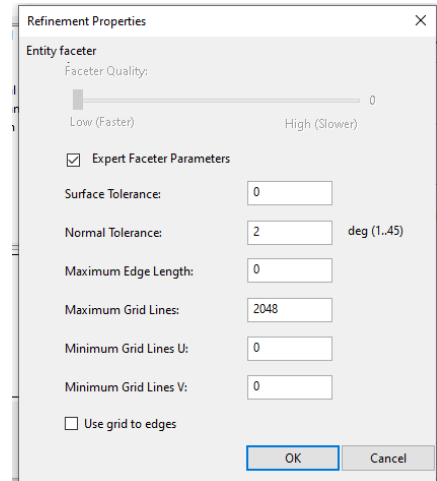 Refinement Properties
Entity faceter
Faceter Quality:
0
Low (Faster) High (Slower)
Expert Faceter Parameters
Surface Tolerance: 0
Normal Tolerance: 2 deg (1..45)
Maximum Edge Length: 0
Maximum Grid Lines: 2048
Minimum Grid Lines U: 0
Minimum Grid Lines V: 0
Use grid to edges
OK Cancel